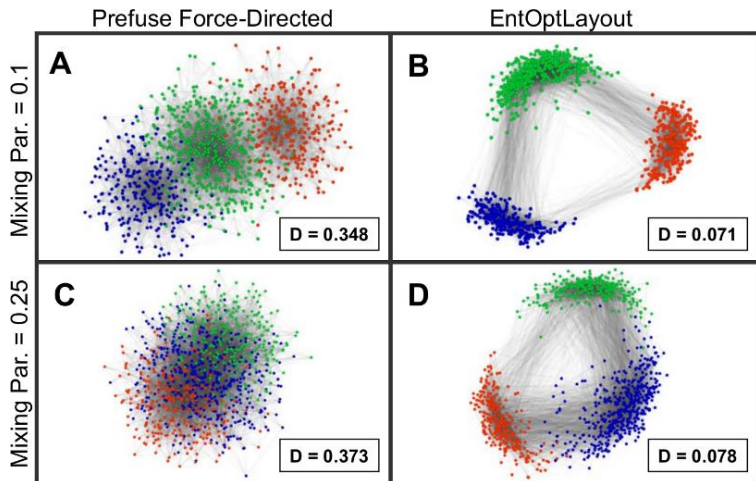 Prefuse Force-Directed
EntOptLayout
Mixing Par. = 0.1
A
D = 0.348
B
D = 0.071
Mixing Par. = 0.25
C
D = 0.373
D
D = 0.078